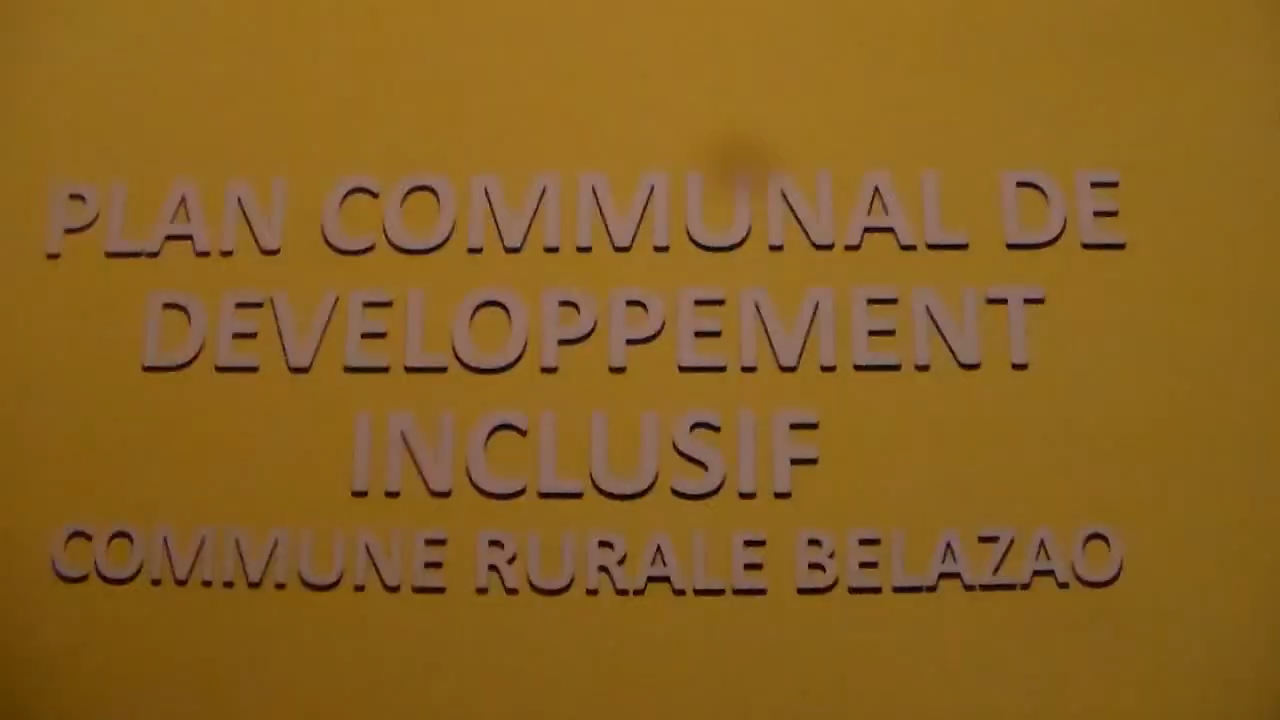 PLAN COMMUNAL DE
DEVELOPPEMENT
INCLUSIF
COMMUNE RURALE BELAZAO